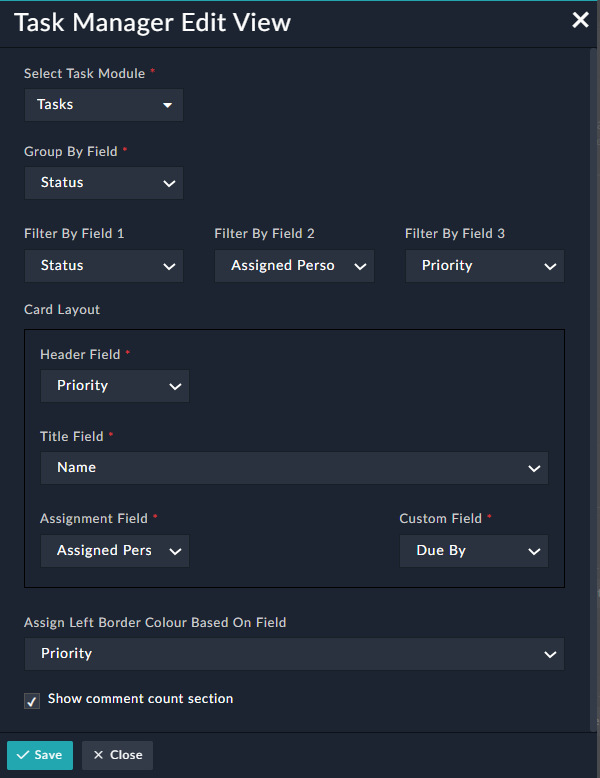 Task Manager Edit View
Select Task Module *
Tasks
Group By Field *
Status
Filter By Field 1 Filter By Field 2 Filter By Field 3
Status Assigned Perso Priority
Card Layout
Header Field *
Priority
Title Field *
Name
Assignment Field * Custom Field *
Assigned Pers Due By
Assign Left Border Colour Based On Field
Priority
Show comment count section
Save Close